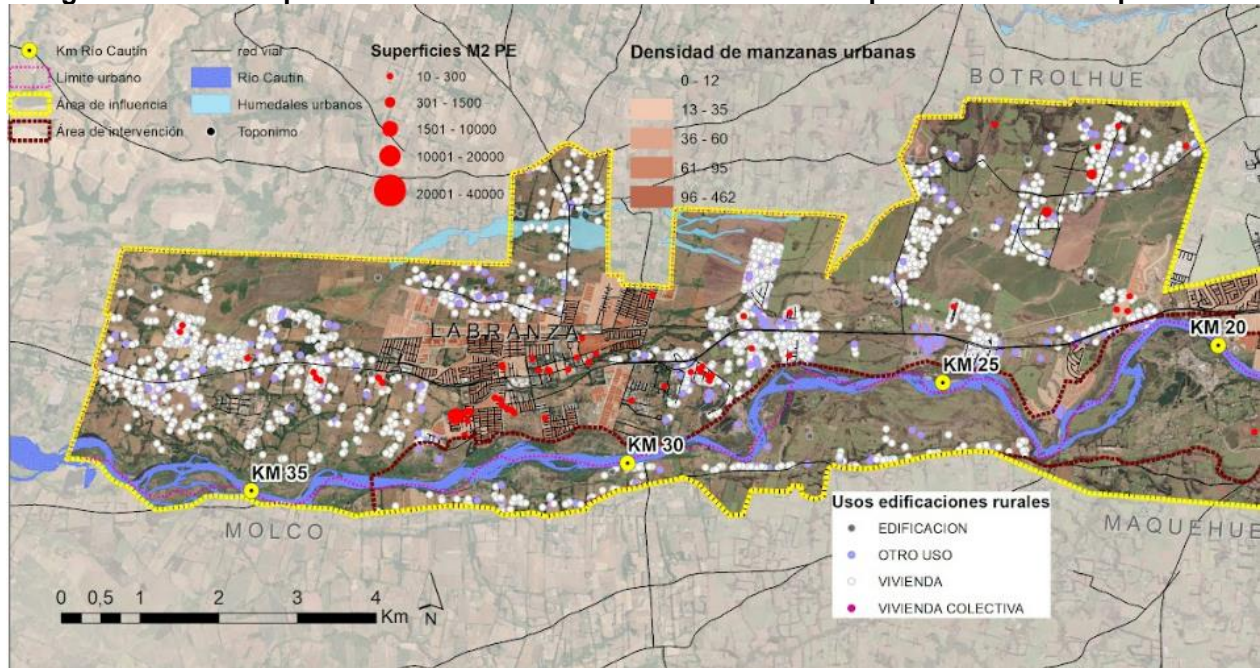 Km Río Cautín
Límite urbano
Área de influencia
Área de intervención
red vial
Río Cautín
Humedales urbanos
Toponimo
Superficies M2 PE
10 - 300
301 - 1500
1501 - 10000
10001 - 20000
20001 - 40000
Densidad de manzanas urbanas
0 - 12
13 - 35
36 - 60
61 - 95
96 - 462
BOTROLHUE
LABRANZA
KM 20
KM 25
KM 30
KM 35
MOLCO
MAQUEHUE
Usos edificaciones rurales
EDIFICACION
OTRO USO
VIVIENDA
VIVIENDA COLECTIVA
0 0,5 1 2 3 4
Km
N